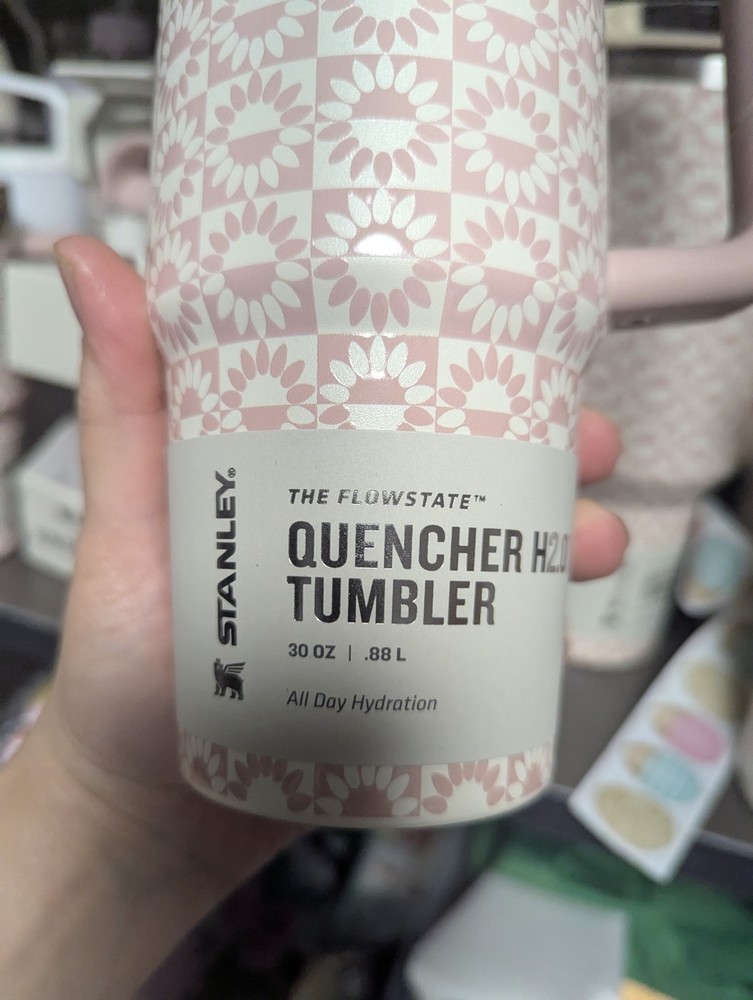 STANLEY®
THE FLOWSTATE™
QUENCHER H2.0
TUMBLER
30 OZ | .88 L
All Day Hydration